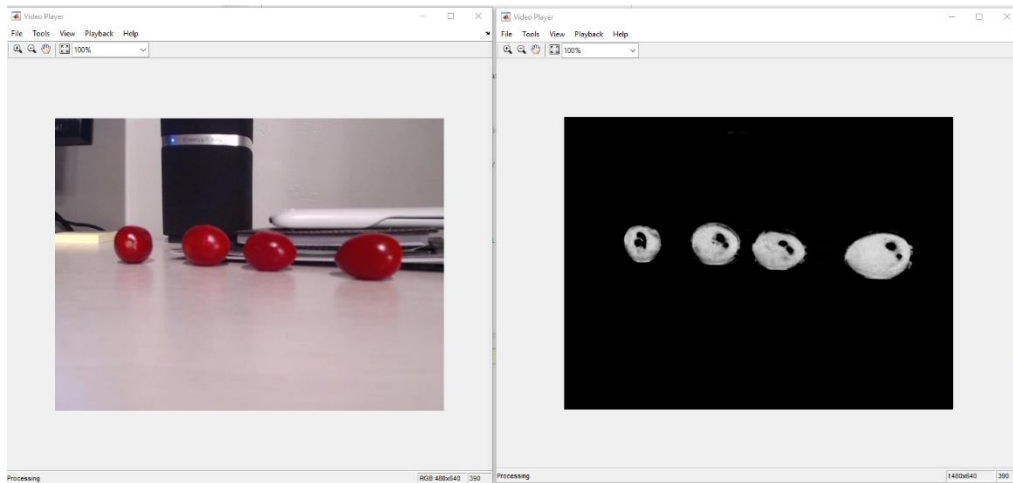 Video Player
File Tools View Playback Help
100%
Processing
RGB:480x640 390
Video Player
File Tools View Playback Help
100%
Processing
I:480x640 390